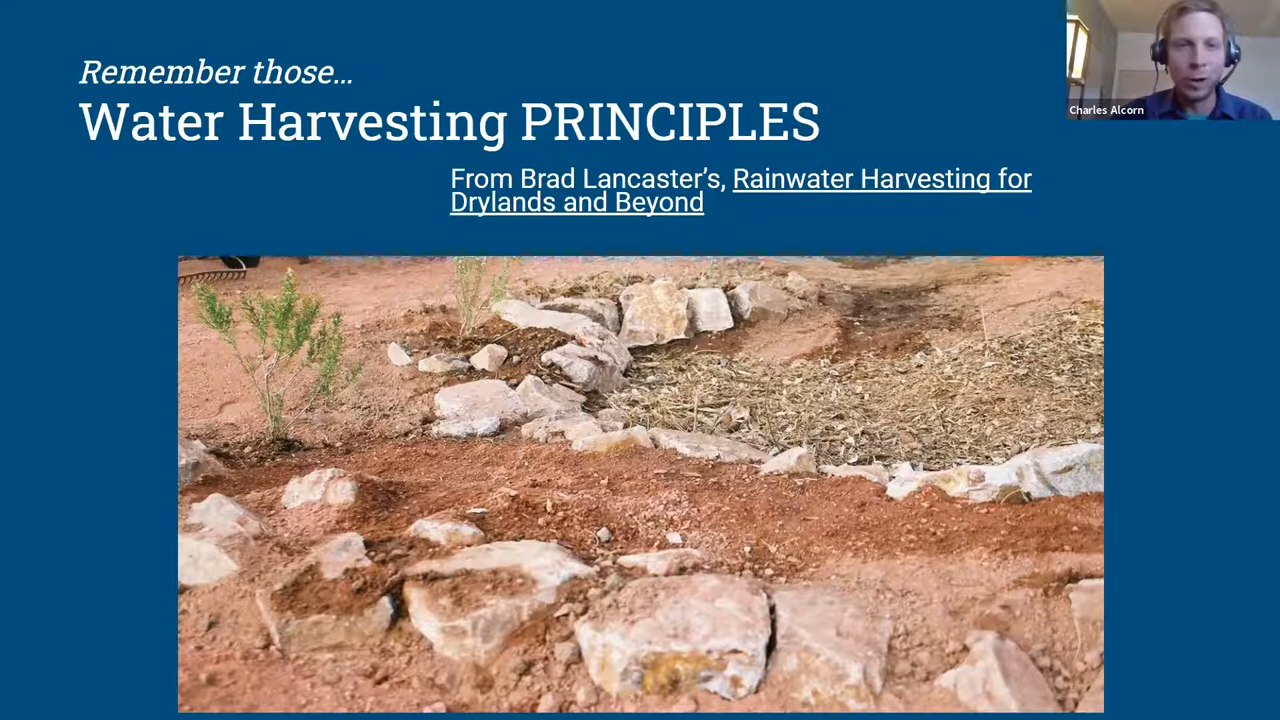 Remember those...
Water Harvesting PRINCIPLES
From Brad Lancaster's, Rainwater Harvesting for
Drylands and Beyond
Charles Alcorn